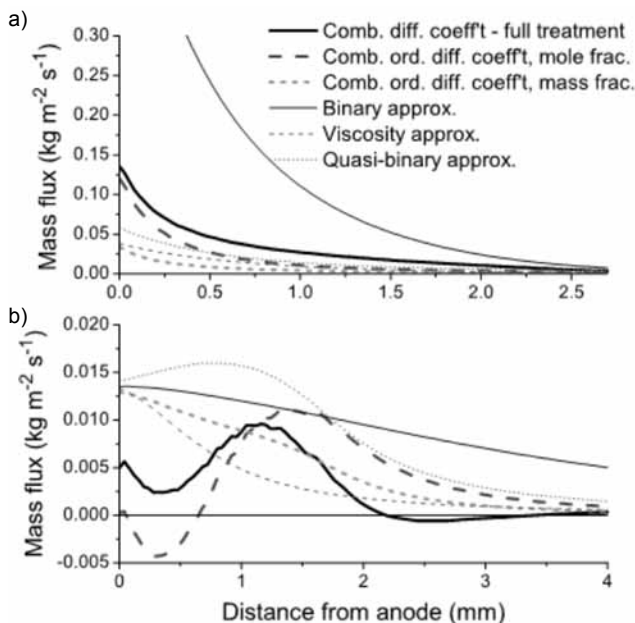 a)
Comb. diff. coeff't - full treatment
Comb. ord. diff. coeff't, mole frac.
Comb. ord. diff. coeff't, mass frac.
Binary approx.
Viscosity approx.
Quasi-binary approx.
Mass flux (kg m⁻² s⁻¹)
0.30
0.25
0.20
0.15
0.10
0.05
0.00
0.0 0.5 1.0 1.5 2.0 2.5
b)
Mass flux (kg m⁻² s⁻¹)
0.020
0.015
0.010
0.005
0.000
-0.005
0 1 2 3 4
Distance from anode (mm)